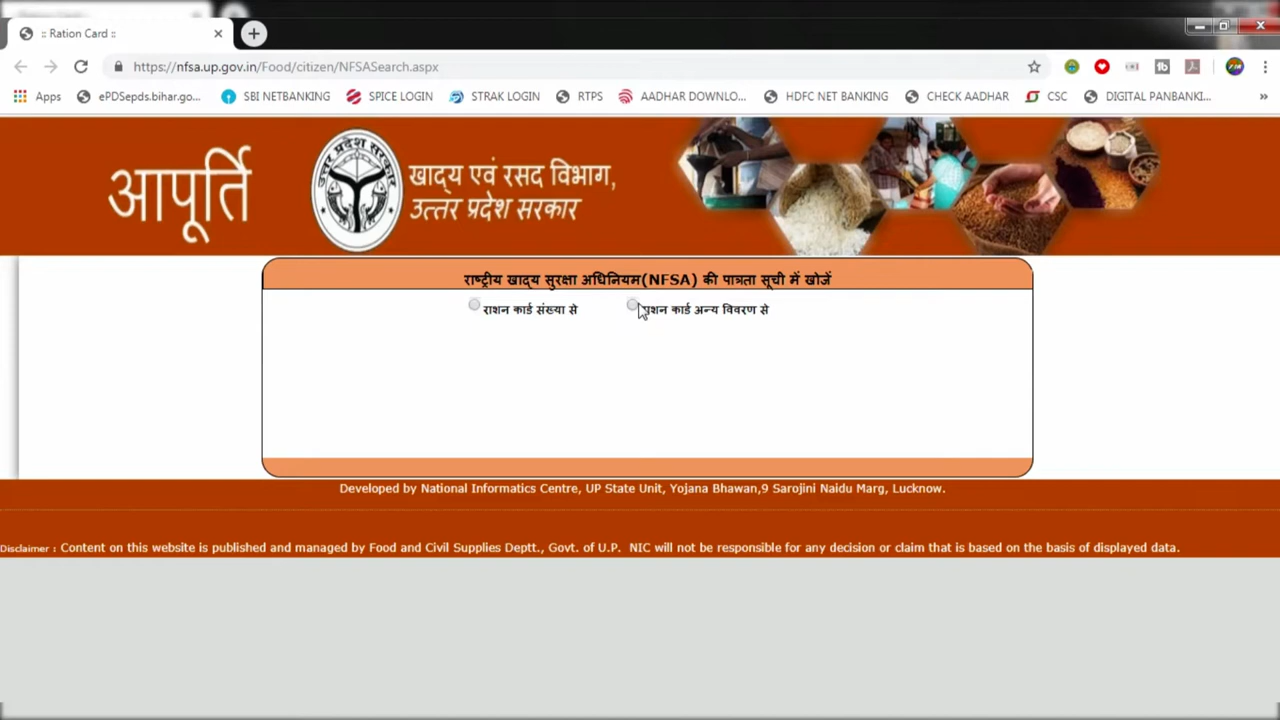 :: Ration Card ::
https://nfsa.up.gov.in/Food/citizen/NFSASearch.aspx
Apps ePDSepds.bihar.go... SBI NETBANKING SPICE LOGIN STRAK LOGIN RTPS AADHAR DOWNLO... HDFC NET BANKING CHECK AADHAR CSC DIGITAL PANBANKI... »
आपूर्ति
उत्तर प्रदेश सरकार
खाद्य एवं रसद विभाग,
उत्तर प्रदेश सरकार
राष्ट्रीय खाद्य सुरक्षा अधिनियम(NFSA) की पात्रता सूची में खोजें
राशन कार्ड संख्या से राशन कार्ड अन्य विवरण से
Developed by National Informatics Centre, UP State Unit, Yojana Bhawan,9 Sarojini Naidu Marg, Lucknow.
Disclaimer : Content on this website is published and managed by Food and Civil Supplies Deptt., Govt. of U.P. NIC will not be responsible for any decision or claim that is based on the basis of displayed data.